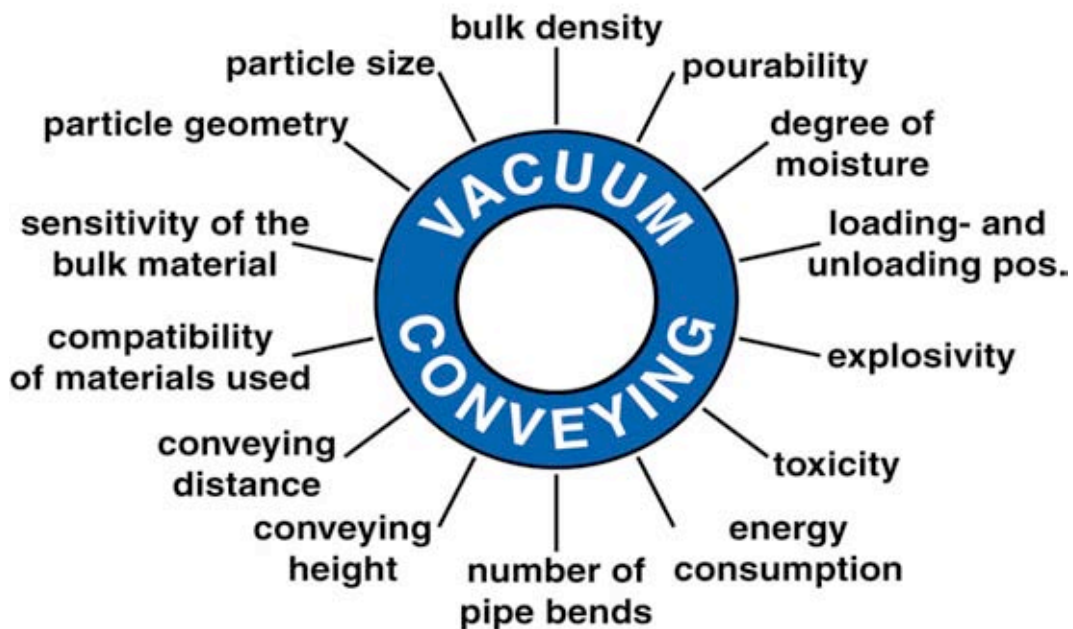 bulk density
pourability
degree of
moisture
loading- and
unloading pos.
explosivity
toxicity
energy
consumption
number of
pipe bends
conveying
height
conveying
distance
compatibility
of materials used
sensitivity of the
bulk material
particle geometry
particle size
VACUUM
CONVEYING